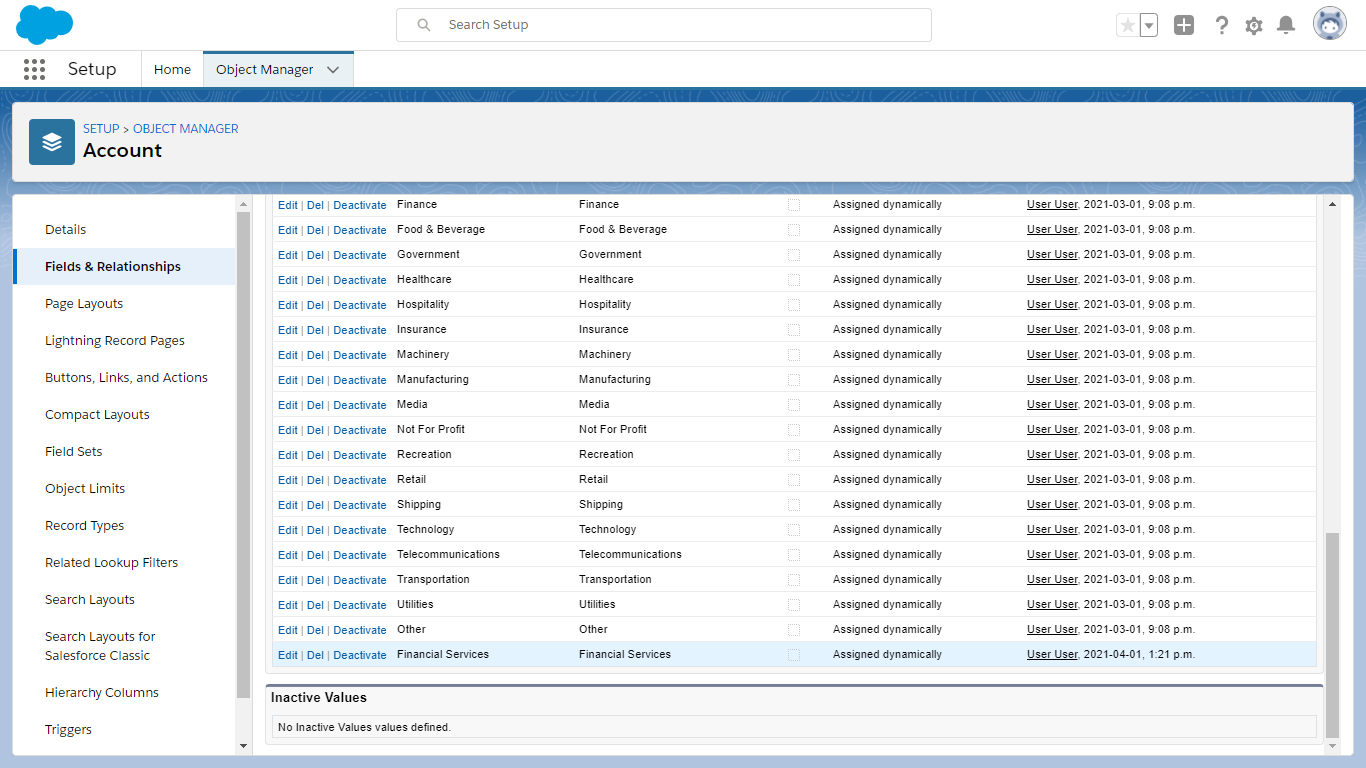 Search Setup
Setup
Home
Object Manager
SETUP > OBJECT MANAGER
Account
Details
Fields & Relationships
Page Layouts
Lightning Record Pages
Buttons, Links, and Actions
Compact Layouts
Field Sets
Object Limits
Record Types
Related Lookup Filters
Search Layouts
Search Layouts for
Salesforce Classic
Hierarchy Columns
Triggers
Edit | Del | Deactivate Finance Finance Assigned dynamically User User, 2021-03-01, 9:08 p.m.
Edit | Del | Deactivate Food & Beverage Food & Beverage Assigned dynamically User User, 2021-03-01, 9:08 p.m.
Edit | Del | Deactivate Government Government Assigned dynamically User User, 2021-03-01, 9:08 p.m.
Edit | Del | Deactivate Healthcare Healthcare Assigned dynamically User User, 2021-03-01, 9:08 p.m.
Edit | Del | Deactivate Hospitality Hospitality Assigned dynamically User User, 2021-03-01, 9:08 p.m.
Edit | Del | Deactivate Insurance Insurance Assigned dynamically User User, 2021-03-01, 9:08 p.m.
Edit | Del | Deactivate Machinery Machinery Assigned dynamically User User, 2021-03-01, 9:08 p.m.
Edit | Del | Deactivate Manufacturing Manufacturing Assigned dynamically User User, 2021-03-01, 9:08 p.m.
Edit | Del | Deactivate Media Media Assigned dynamically User User, 2021-03-01, 9:08 p.m.
Edit | Del | Deactivate Not For Profit Not For Profit Assigned dynamically User User, 2021-03-01, 9:08 p.m.
Edit | Del | Deactivate Recreation Recreation Assigned dynamically User User, 2021-03-01, 9:08 p.m.
Edit | Del | Deactivate Retail Retail Assigned dynamically User User, 2021-03-01, 9:08 p.m.
Edit | Del | Deactivate Shipping Shipping Assigned dynamically User User, 2021-03-01, 9:08 p.m.
Edit | Del | Deactivate Technology Technology Assigned dynamically User User, 2021-03-01, 9:08 p.m.
Edit | Del | Deactivate Telecommunications Telecommunications Assigned dynamically User User, 2021-03-01, 9:08 p.m.
Edit | Del | Deactivate Transportation Transportation Assigned dynamically User User, 2021-03-01, 9:08 p.m.
Edit | Del | Deactivate Utilities Utilities Assigned dynamically User User, 2021-03-01, 9:08 p.m.
Edit | Del | Deactivate Other Other Assigned dynamically User User, 2021-03-01, 9:08 p.m.
Edit | Del | Deactivate Financial Services Financial Services Assigned dynamically User User, 2021-04-01, 1:21 p.m.
Inactive Values
No Inactive Values values defined.